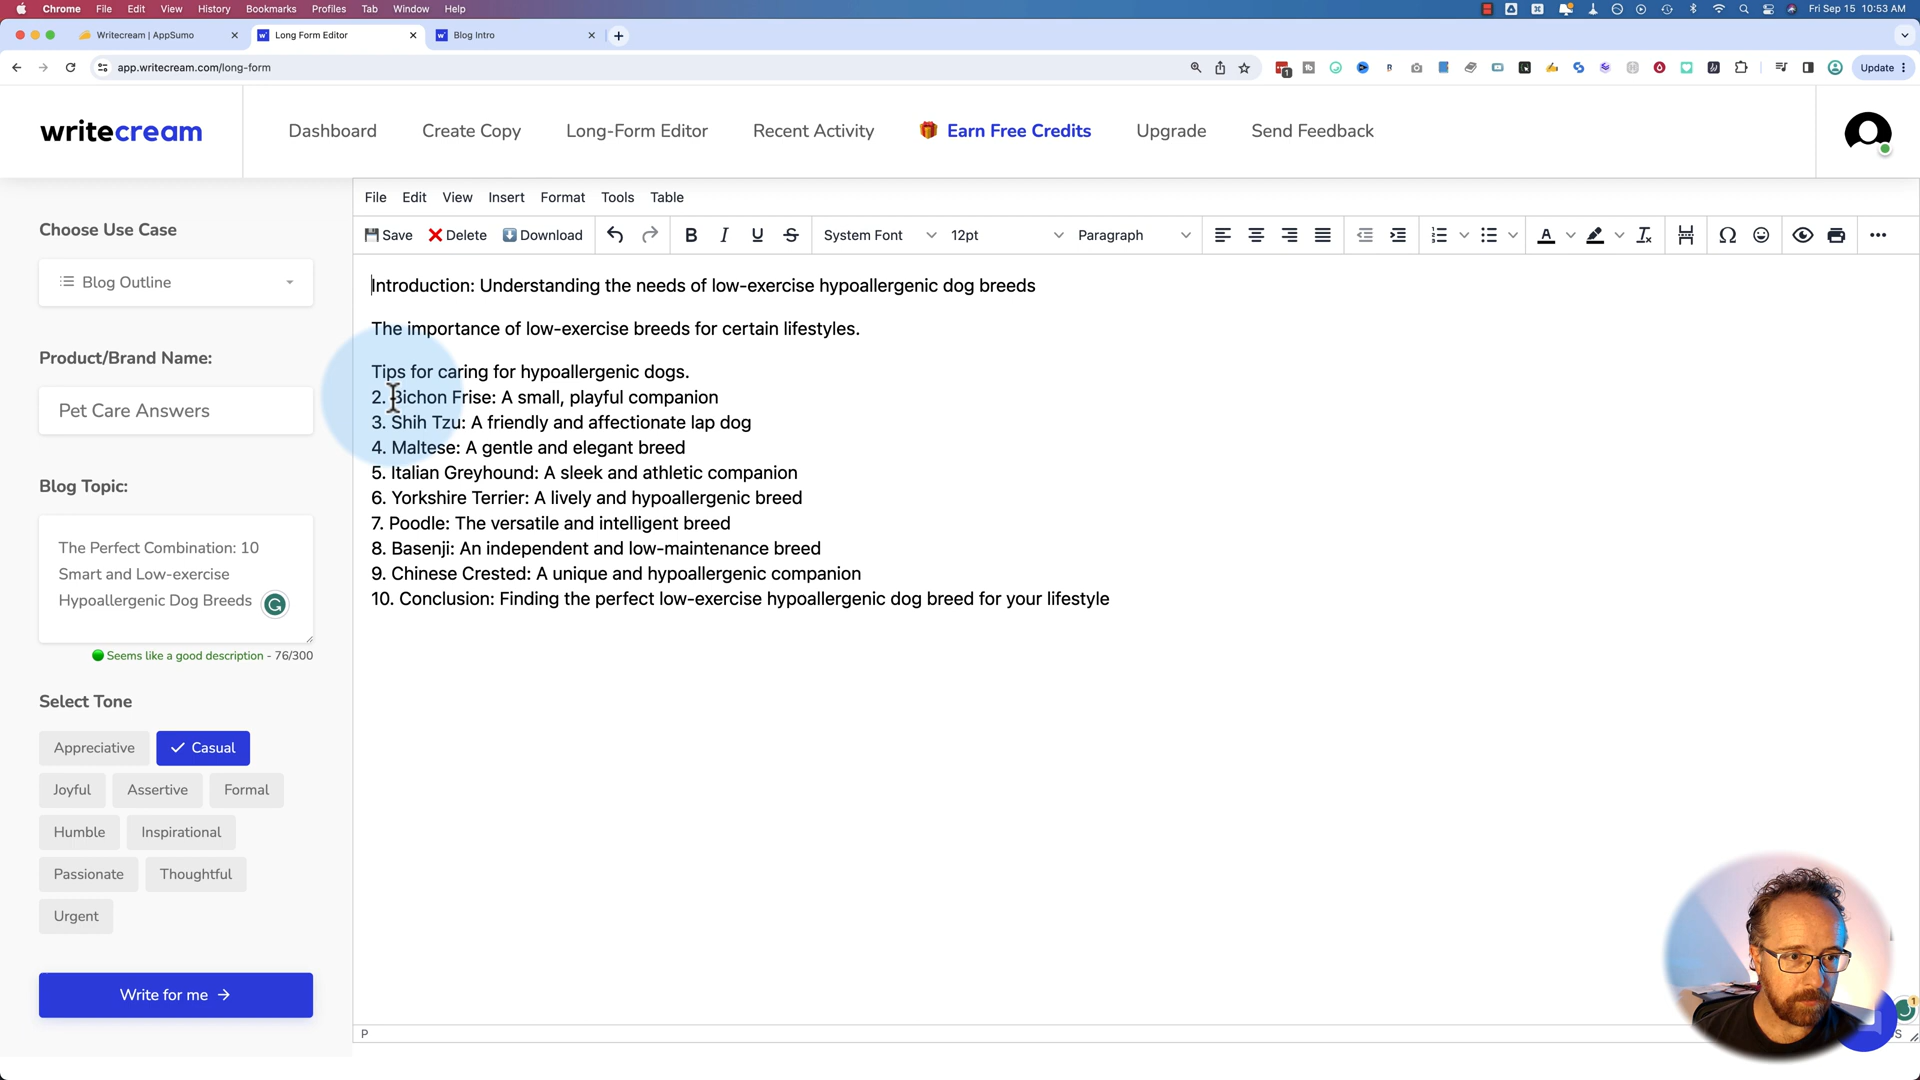 Chrome File Edit View History Bookmarks Profiles Tab Window Help
Fri Sep 15 10:53 AM
Writecream | AppSumo
Long Form Editor
Blog Intro
app.writecream.com/long-form
Update
writecream
Dashboard
Create Copy
Long-Form Editor
Recent Activity
Earn Free Credits
Upgrade
Send Feedback
File Edit View Insert Format Tools Table
Save Delete Download
System Font
12pt
Paragraph
Choose Use Case
Blog Outline
Product/Brand Name:
Pet Care Answers
Blog Topic:
The Perfect Combination: 10
Smart and Low-exercise
Hypoallergenic Dog Breeds
Seems like a good description - 76/300
Select Tone
Appreciative
Casual
Joyful
Assertive
Formal
Humble
Inspirational
Passionate
Thoughtful
Urgent
Write for me
Introduction: Understanding the needs of low-exercise hypoallergenic dog breeds
The importance of low-exercise breeds for certain lifestyles.
Tips for caring for hypoallergenic dogs.
2. Bichon Frise: A small, playful companion
3. Shih Tzu: A friendly and affectionate lap dog
4. Maltese: A gentle and elegant breed
5. Italian Greyhound: A sleek and athletic companion
6. Yorkshire Terrier: A lively and hypoallergenic breed
7. Poodle: The versatile and intelligent breed
8. Basenji: An independent and low-maintenance breed
9. Chinese Crested: A unique and hypoallergenic companion
10. Conclusion: Finding the perfect low-exercise hypoallergenic dog breed for your lifestyle
P